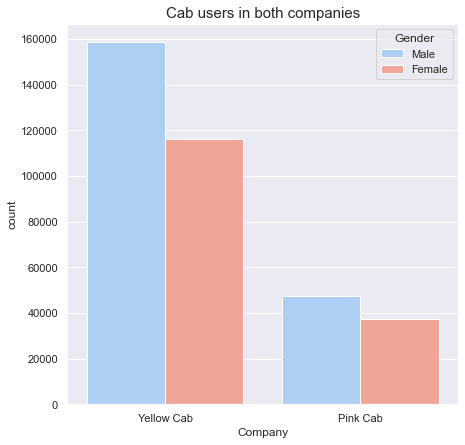 Cab users in both companies
Gender
Male
Female
160000
140000
120000
100000
80000
60000
40000
20000
0
count
Yellow Cab
Pink Cab
Company